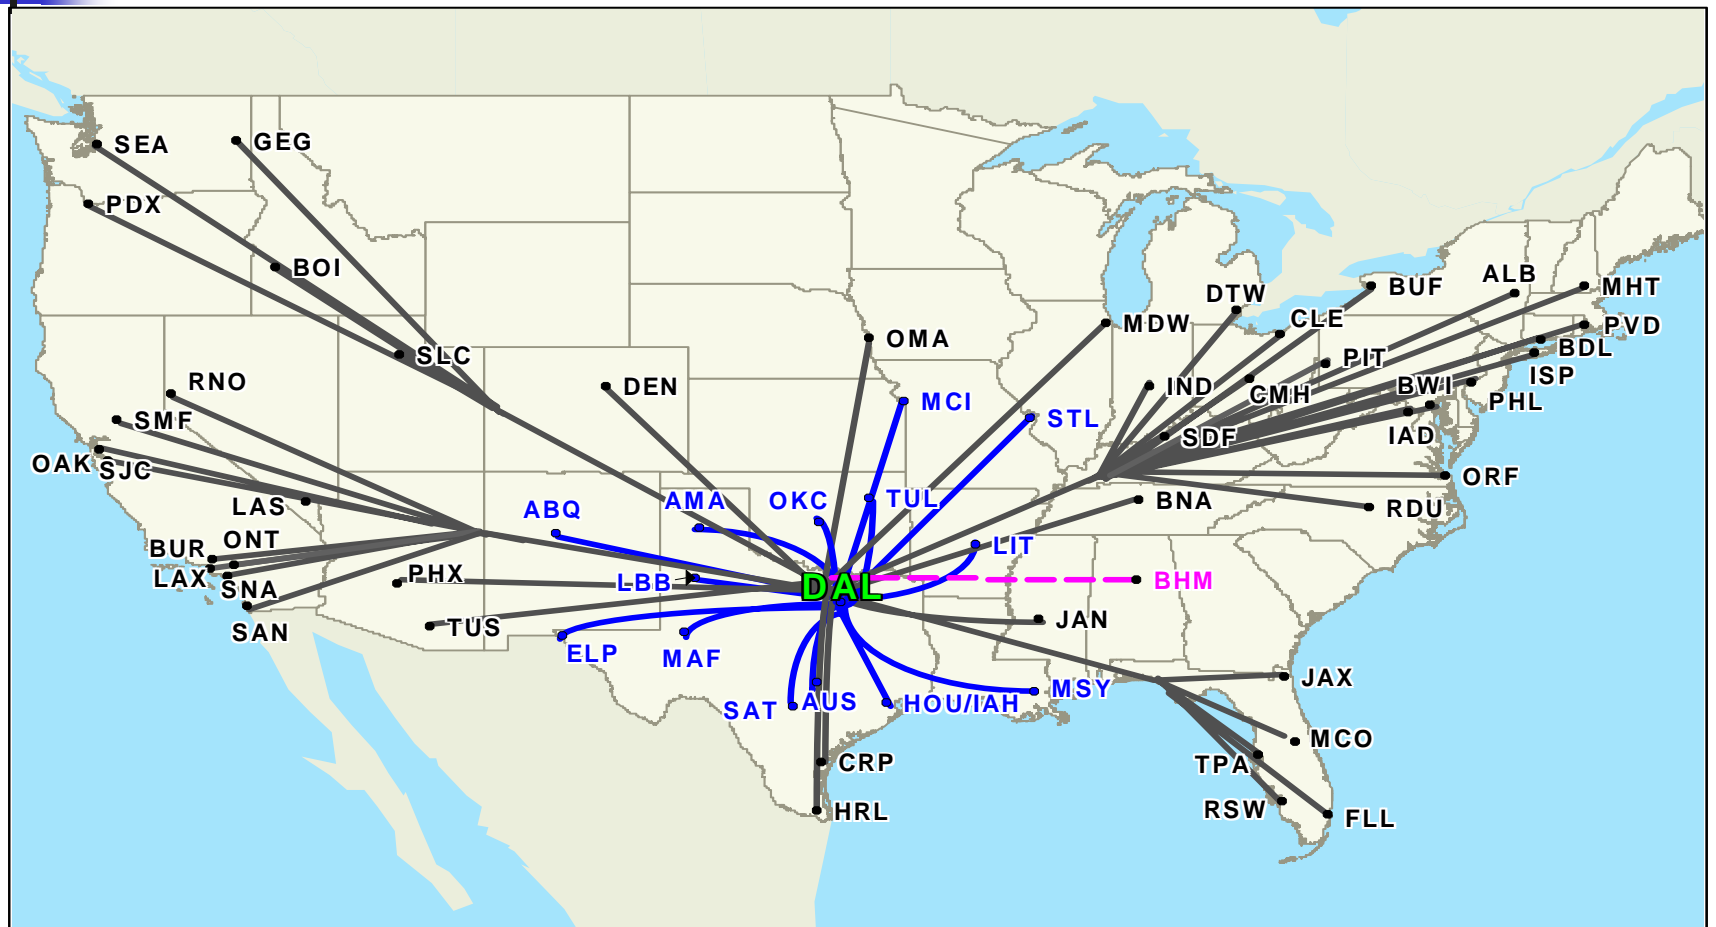 SEA
GEG
PDX
BOI
SLC
RNO
SMF
OAK
SJC
LAS
BUR
ONT
LAX
SNA
SAN
PHX
TUS
DEN
OMA
MCI
STL
ABQ
AMA
OKC
TUL
LIT
LBB
DAL
BHM
ELP
MAF
SAT
AUS
HOU/IAH
MSY
JAN
CRP
HRL
MDW
DTW
CLE
BUF
ALB
MHT
PVD
BDL
ISP
PIT
BWI
PHL
IND
CMH
IAD
SDF
ORF
BNA
RDU
JAX
MCO
TPA
RSW
FLL